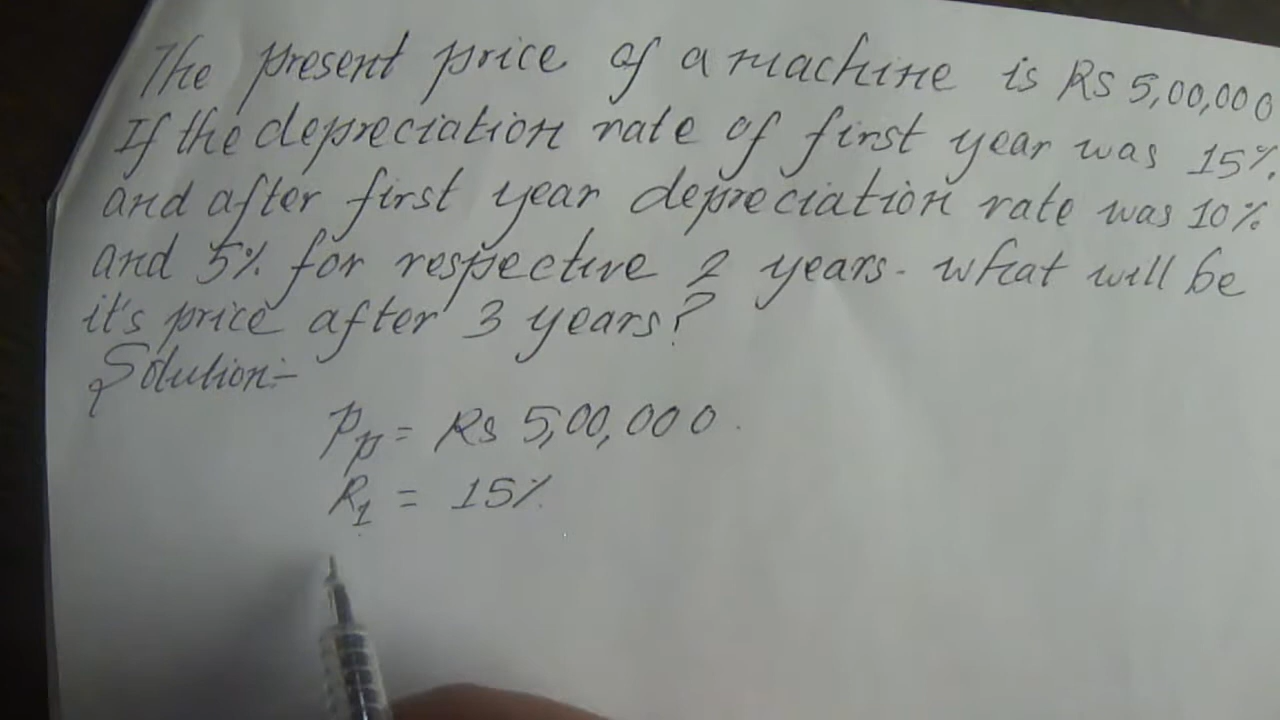 The present price of a machine is Rs 5,00,000
If the depreciation rate of first year was 15%.
and after first year depreciation rate was 10%
and 5% for respective 2 years. what will be
it's price after 3 years?
Solution:-
Pp = Rs 5,00,000.
R1 = 15%.